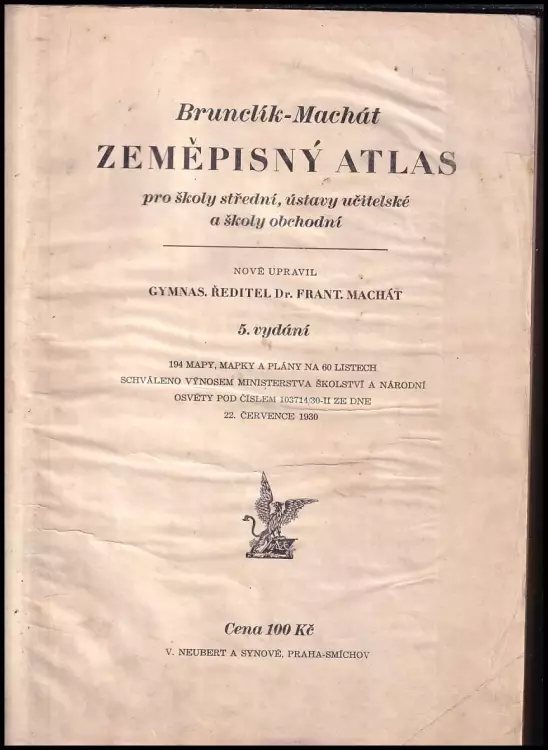 Brunclík-Machát
ZEMĚPISNÝ ATLAS
pro školy střední, ústavy učitelské
a školy obchodní
NOVĚ UPRAVIL
GYMNAS. ŘEDITEL Dr. FRANT. MACHÁT
5. vydání
194 MAPY, MAPKY A PLÁNY NA 60 LISTECH
SCHVÁLENO VÝNOSEM MINISTERSTVA ŠKOLSTVÍ A NÁRODNÍ
OSVĚTY POD ČÍSLEM 103714/30-II ZE DNE
22. ČERVENCE 1930
Cena 100 Kč
V. NEUBERT A SYNOVÉ, PRAHA-SMÍCHOV